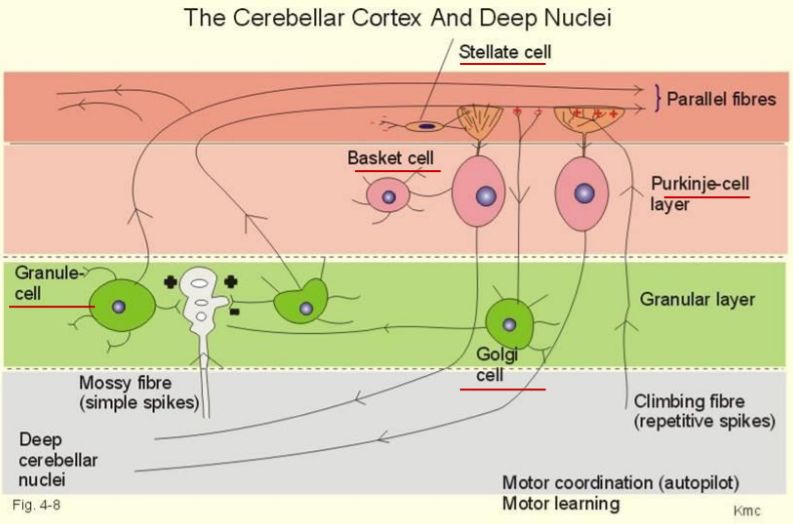 The Cerebellar Cortex And Deep Nuclei
Stellate cell
Parallel fibres
Basket cell
Purkinje-cell
layer
Granule-
cell
Granular layer
Golgi
cell
Mossy fibre
(simple spikes)
Climbing fibre
(repetitive spikes)
Deep
cerebellar
nuclei
Motor coordination (autopilot)
Motor learning
Fig. 4-8
Kmc